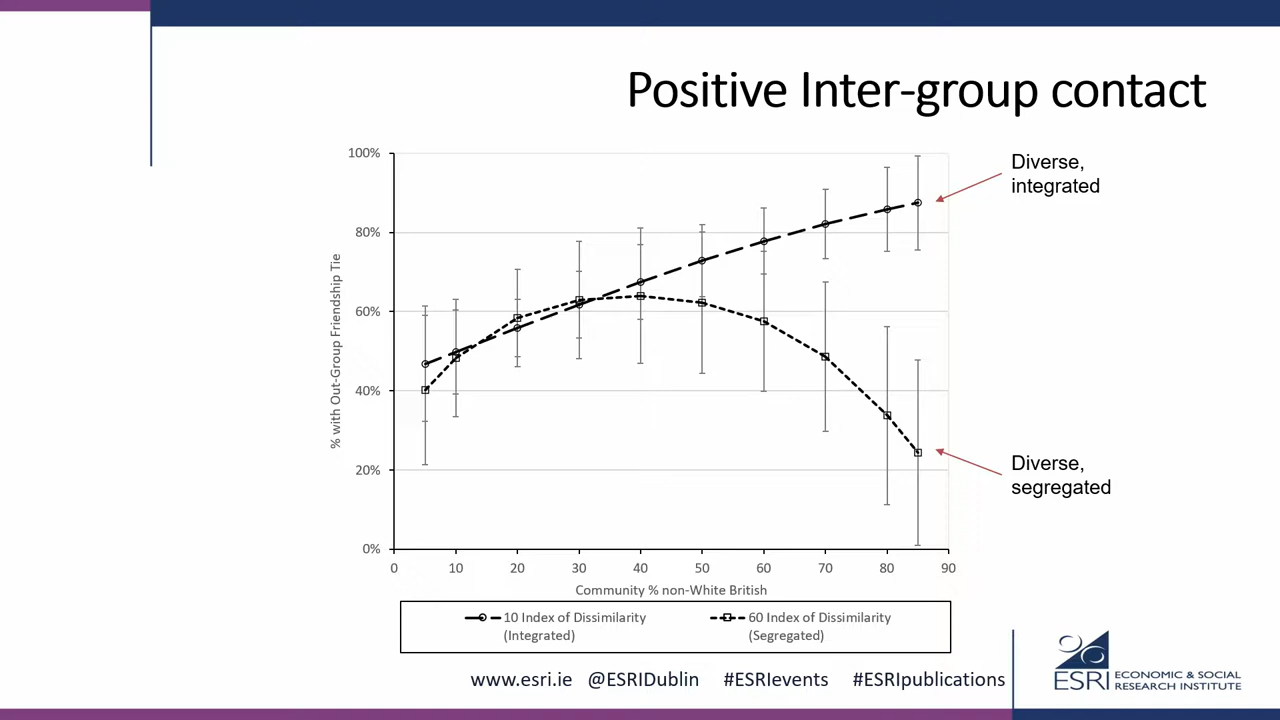 Positive Inter-group contact
100%
80%
60%
40%
20%
0%
% with Out-Group Friendship Tie
0 10 20 30 40 50 60 70 80 90
Community % non-White British
10 Index of Dissimilarity
(Integrated)
60 Index of Dissimilarity
(Segregated)
Diverse,
integrated
Diverse,
segregated
www.esri.ie @ESRIDublin #ESRIevents #ESRIpublications
ESRI
ECONOMIC & SOCIAL
RESEARCH INSTITUTE